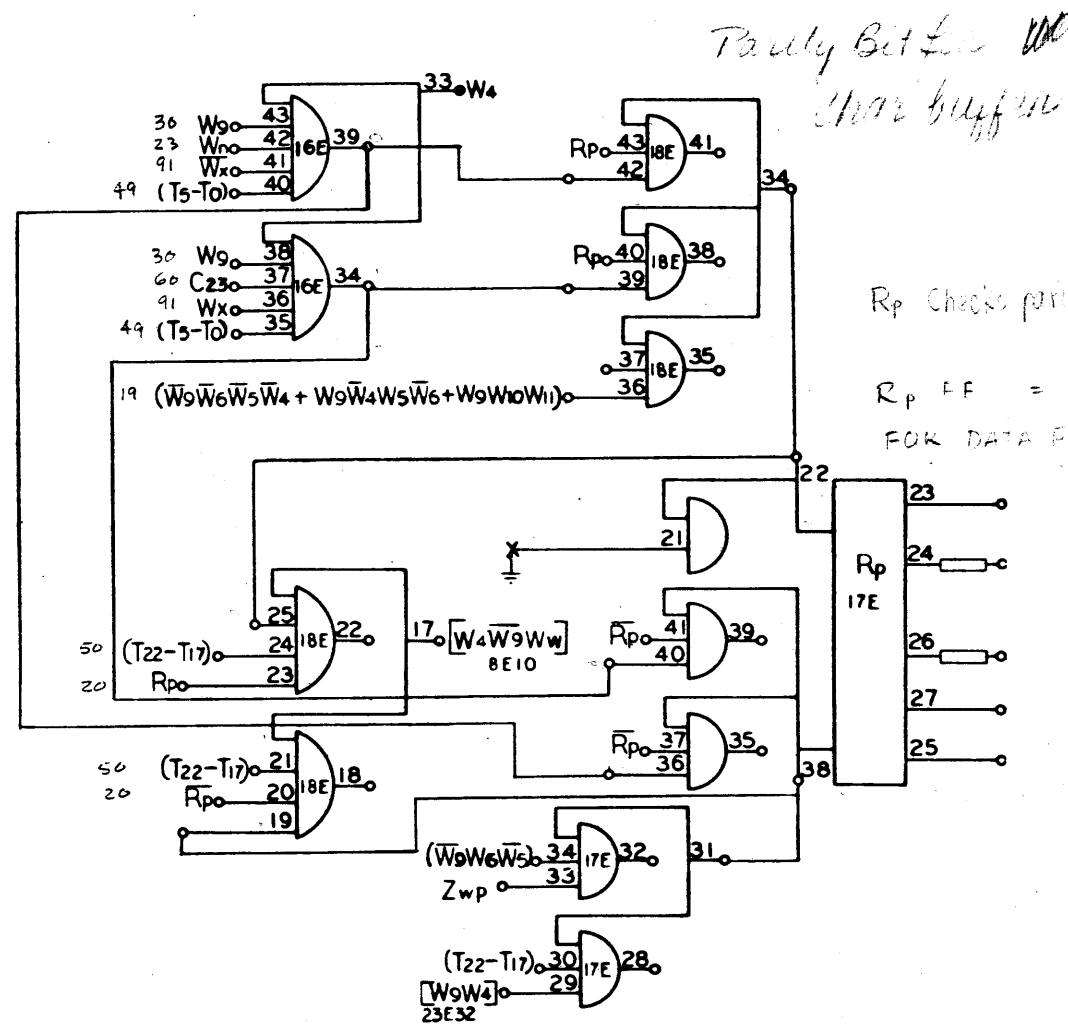 Parity Bit for W
Char buffer
33 W4
43
30 W9
42
23 Wn
16E
39
41
91 W̅x
40
49 (T5-T0)
38
30 W9
37
60 C23
16E
34
36
91 Wx
35
49 (T5-T0)
Rp 43 18E 41
42
34
Rp 40 18E 38
39
37 18E 35
36
19 (W̅9W̅6W̅5W̅4 + W9W̅4W5W̅6 + W9W10W11)
Rp Checks pari
Rp FF =
FOR DATA F
22
21
23
24
Rp
17E
26
27
25
25
18E 22
50 (T22-T17) 24
20 Rp 23
17 [W4W̅9Ww]
8E10
R̅p 41 39
40
R̅p 37 35
36
38
50 (T22-T17) 21
18E 18
20 R̅p 20
19
(W̅9W6W̅5) 34 17E 32
31
Zwp 33
(T22-T17) 30 17E 28
[W9W4] 29
23E32